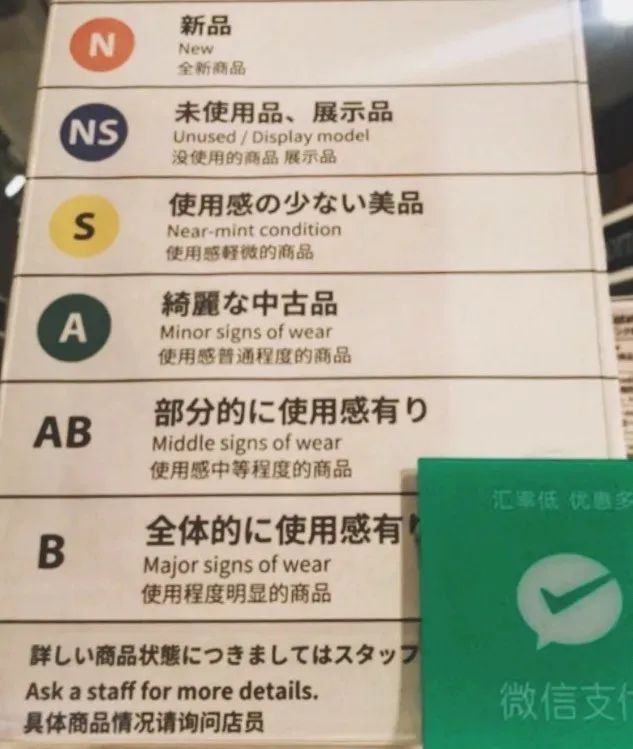 N
新品
New
全新商品
NS
未使用品、展示品
Unused / Display model
没使用的商品 展示品
S
使用感の少ない美品
Near-mint condition
使用感軽微的商品
A
綺麗な中古品
Minor signs of wear
使用感普通程度的商品
AB
部分的に使用感有り
Middle signs of wear
使用感中等程度的商品
B
全体的に使用感有り
Major signs of wear
使用程度明显的商品
詳しい商品状態につきましてはスタッフ
Ask a staff for more details.
具体商品情况请询问店员
汇率低 优惠多
微信支付